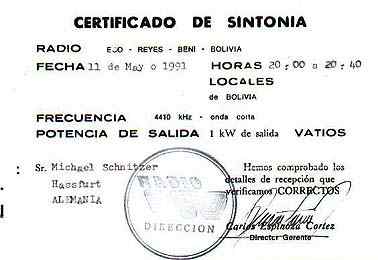 CERTIFICADO DE SINTONIA
RADIO ECO - REYES - BENI - BOLIVIA
FECHA 11 de Mayo 1991 HORAS 20:00 a 20:40
LOCALES
de BOLIVIA
FRECUENCIA 4410 kHz - onda corta
POTENCIA DE SALIDA 1 kW de salida VATIOS
Sr. Michael Schnitzer
Hassfurt
ALEMANIA
RADIO
DIRECCION
Hemos comprobado los
detalles de recepción que
verificamos CORRECTOS
Carlos Espinoza Cortez
Director Gerente